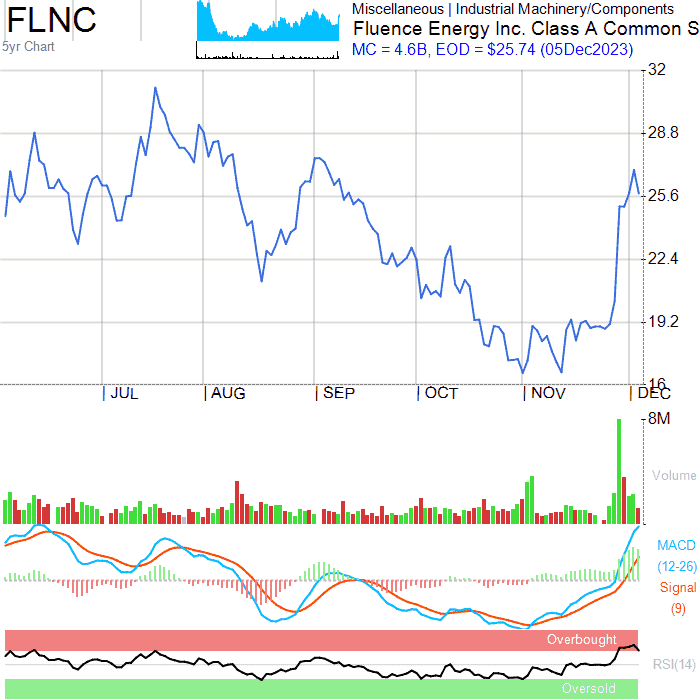 FLNC
5yr Chart
Miscellaneous | Industrial Machinery/Components
Fluence Energy Inc. Class A Common S
MC = 4.6B, EOD = $25.74 (05Dec2023)
32
28.8
25.6
22.4
19.2
16
| JUL | AUG | SEP | OCT | NOV | DEC
8M
Volume
MACD
(12-26)
Signal
(9)
Overbought
RSI(14)
Oversold